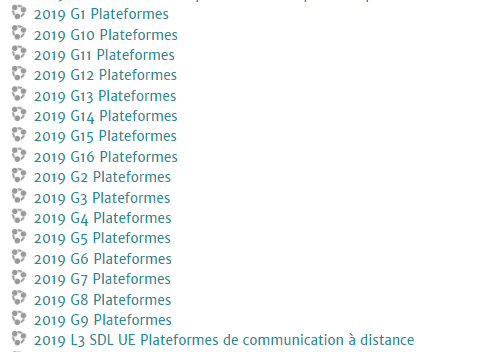 2019 G1 Plateformes
2019 G10 Plateformes
2019 G11 Plateformes
2019 G12 Plateformes
2019 G13 Plateformes
2019 G14 Plateformes
2019 G15 Plateformes
2019 G16 Plateformes
2019 G2 Plateformes
2019 G3 Plateformes
2019 G4 Plateformes
2019 G5 Plateformes
2019 G6 Plateformes
2019 G7 Plateformes
2019 G8 Plateformes
2019 G9 Plateformes
2019 L3 SDL UE Plateformes de communication à distance